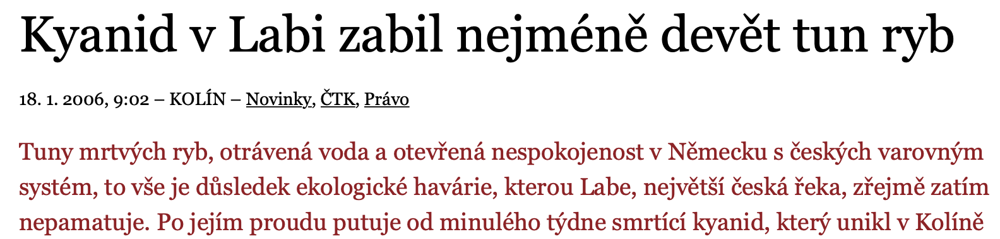 Kyanid v Labi zabil nejméně devět tun ryb
18. 1. 2006, 9:02 – KOLÍN – Novinky, ČTK, Právo
Tuny mrtvých ryb, otrávená voda a otevřená nespokojenost v Německu s českých varovným
systém, to vše je důsledek ekologické havárie, kterou Labe, největší česká řeka, zřejmě zatím
nepamatuje. Po jejím proudu putuje od minulého týdne smrtící kyanid, který unikl v Kolíně